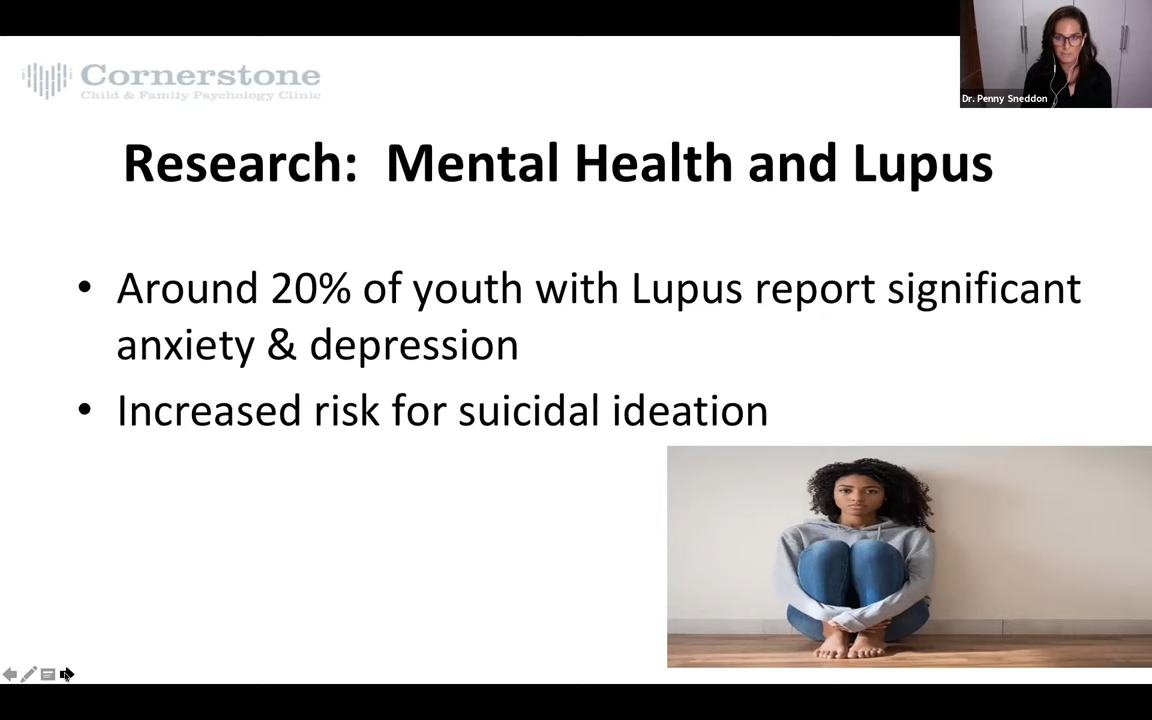 Cornerstone
Child & Family Psychology Clinic
Dr. Penny Sneddon
Research: Mental Health and Lupus
• Around 20% of youth with Lupus report significant
anxiety & depression
• Increased risk for suicidal ideation